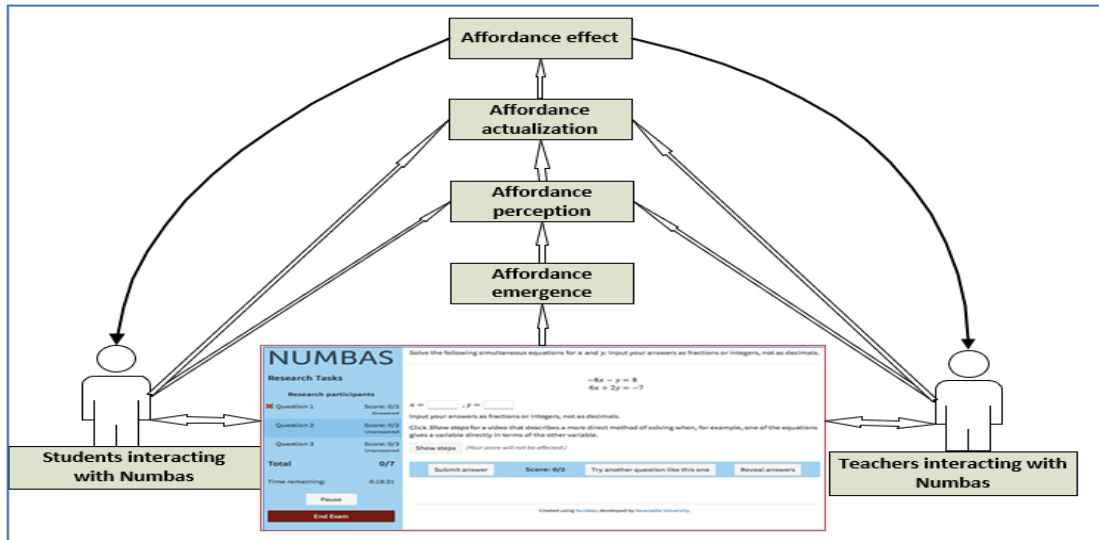 Affordance effect
Affordance
actualization
Affordance
perception
Affordance
emergence
NUMBAS
Research Tasks
Research participants
Question 1 Score: 0/2
Answered
Question 2 Score: 0/2
Unanswered
Question 3 Score: 0/3
Unanswered
Total 0/7
Time remaining: 0:18:31
Pause
End Exam
Solve the following simultaneous equations for x and y. Input your answers as fractions or integers, not as decimals.
−8x − y = 8
6x + 2y = −7
x = , y =
Input your answers as fractions or integers, not as decimals.
Click Show steps for a video that describes a more direct method of solving when, for example, one of the equations
gives a variable directly in terms of the other variable.
Show steps (Your score will not be affected.)
Submit answer Score: 0/2 Try another question like this one Reveal answers
Created using Numbas, developed by Newcastle University.
Students interacting
with Numbas
Teachers interacting with
Numbas